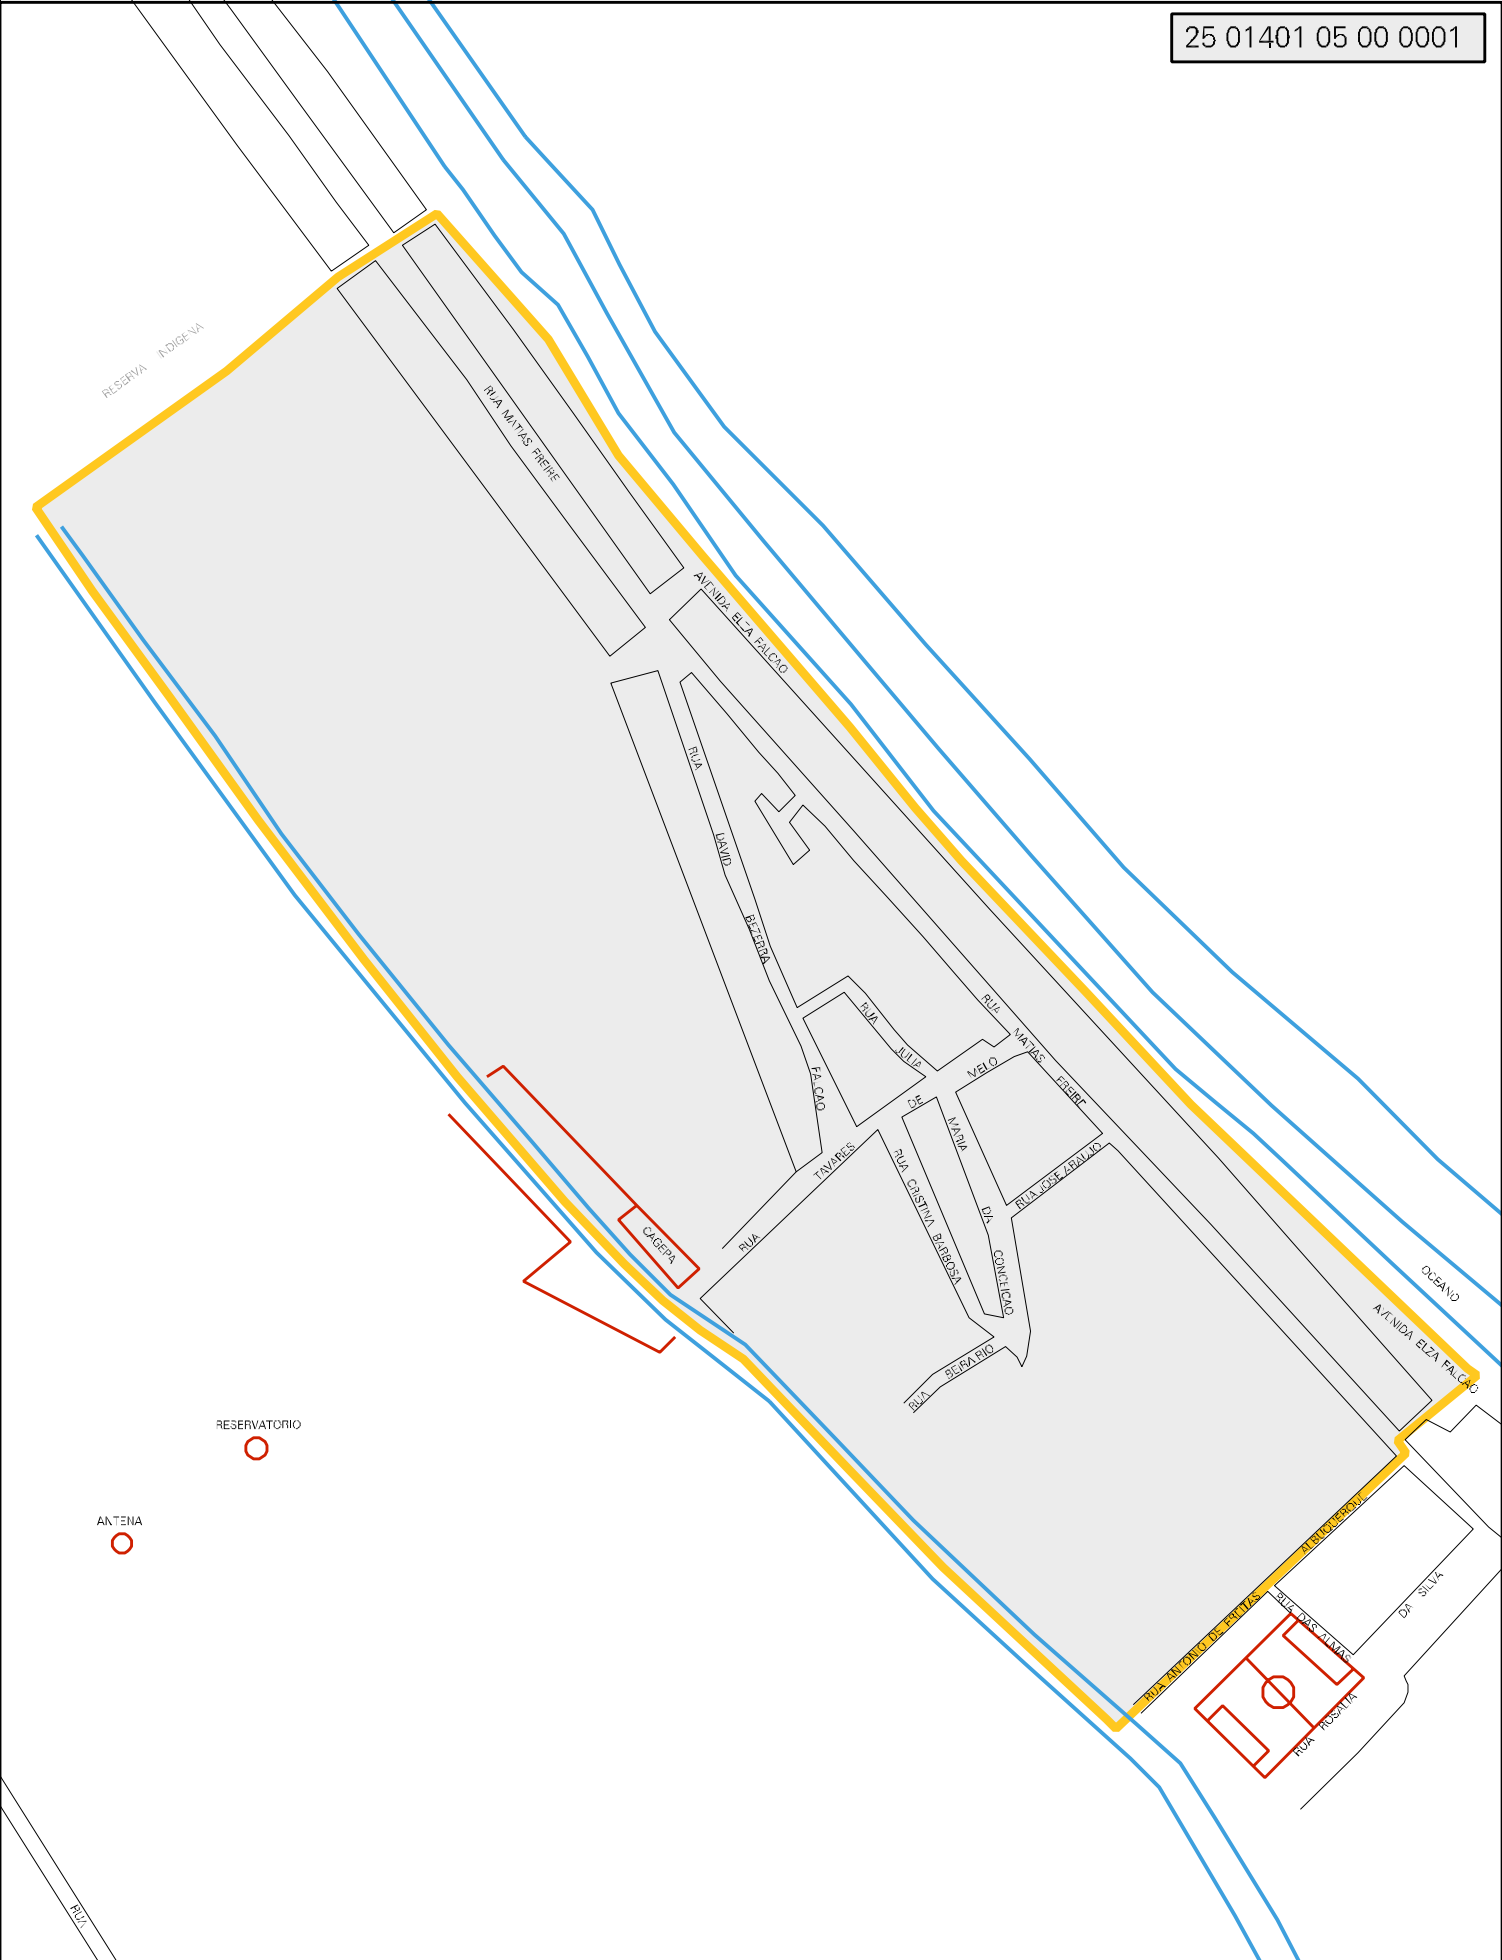 25 01401 05 00 0001
RESERVA INDIGENA
RUA MATIAS FREIRE
AVENIDA ELZA FALCAO
RUA DAVID BEZERRA FALCAO
RUA JULIA
RUA MATIAS FREIRE
RUA TAVARES DE MELO
MARIA DA CONCEICAO
RUA CRISTINA BARBOSA
RUA JOSE ARAUJO
CAGEPA
RUA BEIRA RIO
OCEANO
AVENIDA ELZA FALCAO
RESERVATORIO
ANTENA
RUA ANTONIO DE FREITAS ALBUQUERQUE
RUA DAS ALMAS
RUA ROSALIA DA SILVA
RUA